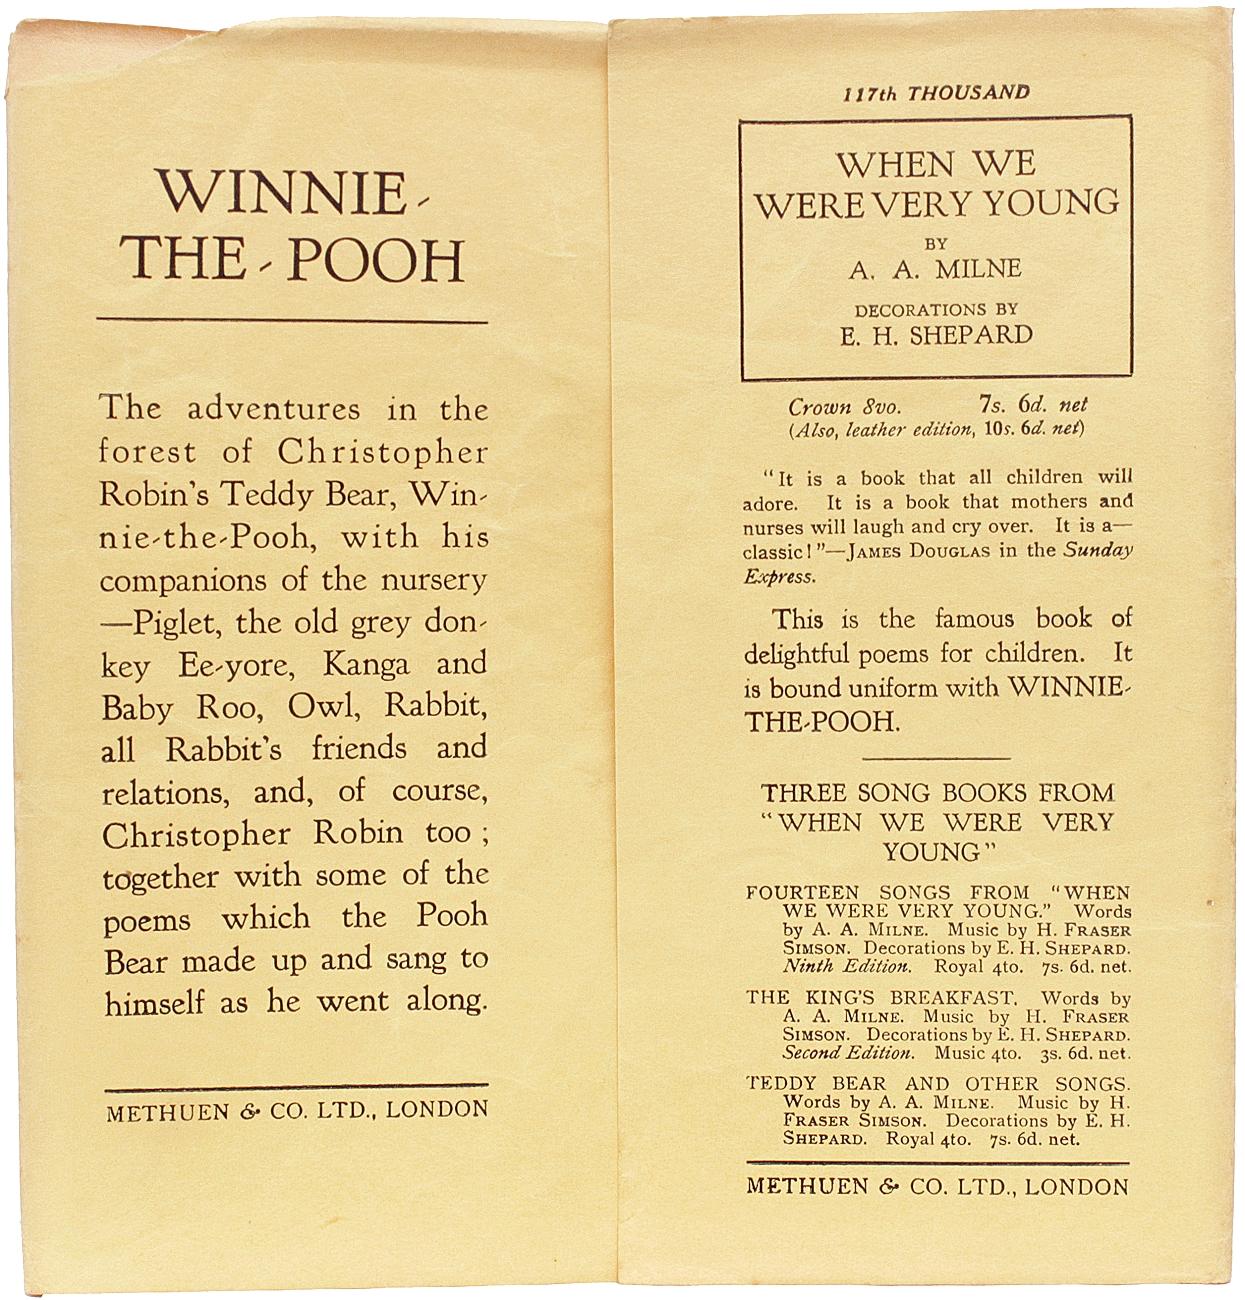 WINNIE-
THE-POOH
The adventures in the
forest of Christopher
Robin's Teddy Bear, Win-
nie-the-Pooh, with his
companions of the nursery
—Piglet, the old grey don-
key Ee-yore, Kanga and
Baby Roo, Owl, Rabbit,
all Rabbit's friends and
relations, and, of course,
Christopher Robin too ;
together with some of the
poems which the Pooh
Bear made up and sang to
himself as he went along.
METHUEN & CO. LTD., LONDON
117th THOUSAND
WHEN WE
WERE VERY YOUNG
BY
A. A. MILNE
DECORATIONS BY
E. H. SHEPARD
Crown 8vo. 7s. 6d. net
(Also, leather edition, 10s. 6d. net)
"It is a book that all children will
adore. It is a book that mothers and
nurses will laugh and cry over. It is a—
classic!"—JAMES DOUGLAS in the Sunday
Express.
This is the famous book of
delightful poems for children. It
is bound uniform with WINNIE-
THE-POOH.
THREE SONG BOOKS FROM
"WHEN WE WERE VERY
YOUNG"
FOURTEEN SONGS FROM "WHEN
WE WERE VERY YOUNG." Words
by A. A. MILNE. Music by H. FRASER
SIMSON. Decorations by E. H. SHEPARD.
Ninth Edition. Royal 4to. 7s. 6d. net.
THE KING'S BREAKFAST. Words by
A. A. MILNE. Music by H. FRASER
SIMSON. Decorations by E. H. SHEPARD.
Second Edition. Music 4to. 3s. 6d. net.
TEDDY BEAR AND OTHER SONGS.
Words by A. A. MILNE. Music by H.
FRASER SIMSON. Decorations by E. H.
SHEPARD. Royal 4to. 7s. 6d. net.
METHUEN & CO. LTD., LONDON